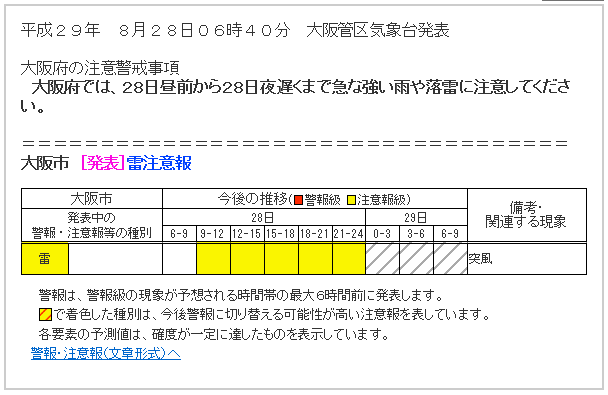 平成２９年　８月２８日０６時４０分　大阪管区気象台発表
大阪府の注意警戒事項
大阪府では、２８日昼前から２８日夜遅くまで急な強い雨や落雷に注意してくださ
い。
＝＝＝＝＝＝＝＝＝＝＝＝＝＝＝＝＝＝＝＝＝＝＝＝＝＝＝＝＝＝＝＝＝＝
大阪市　[発表]雷注意報
大阪市 今後の推移(■警報級 ■注意報級) 備考・
関連する現象
発表中の
警報・注意報等の種別 28日 29日
6-9 9-12 12-15 15-18 18-21 21-24 0-3 3-6 6-9
雷 突風
警報は、警報級の現象が予想される時間帯の最大６時間前に発表します。
で着色した種別は、今後警報に切り替える可能性が高い注意報を表しています。
各要素の予測値は、確度が一定に達したものを表示しています。
警報・注意報(文章形式)へ